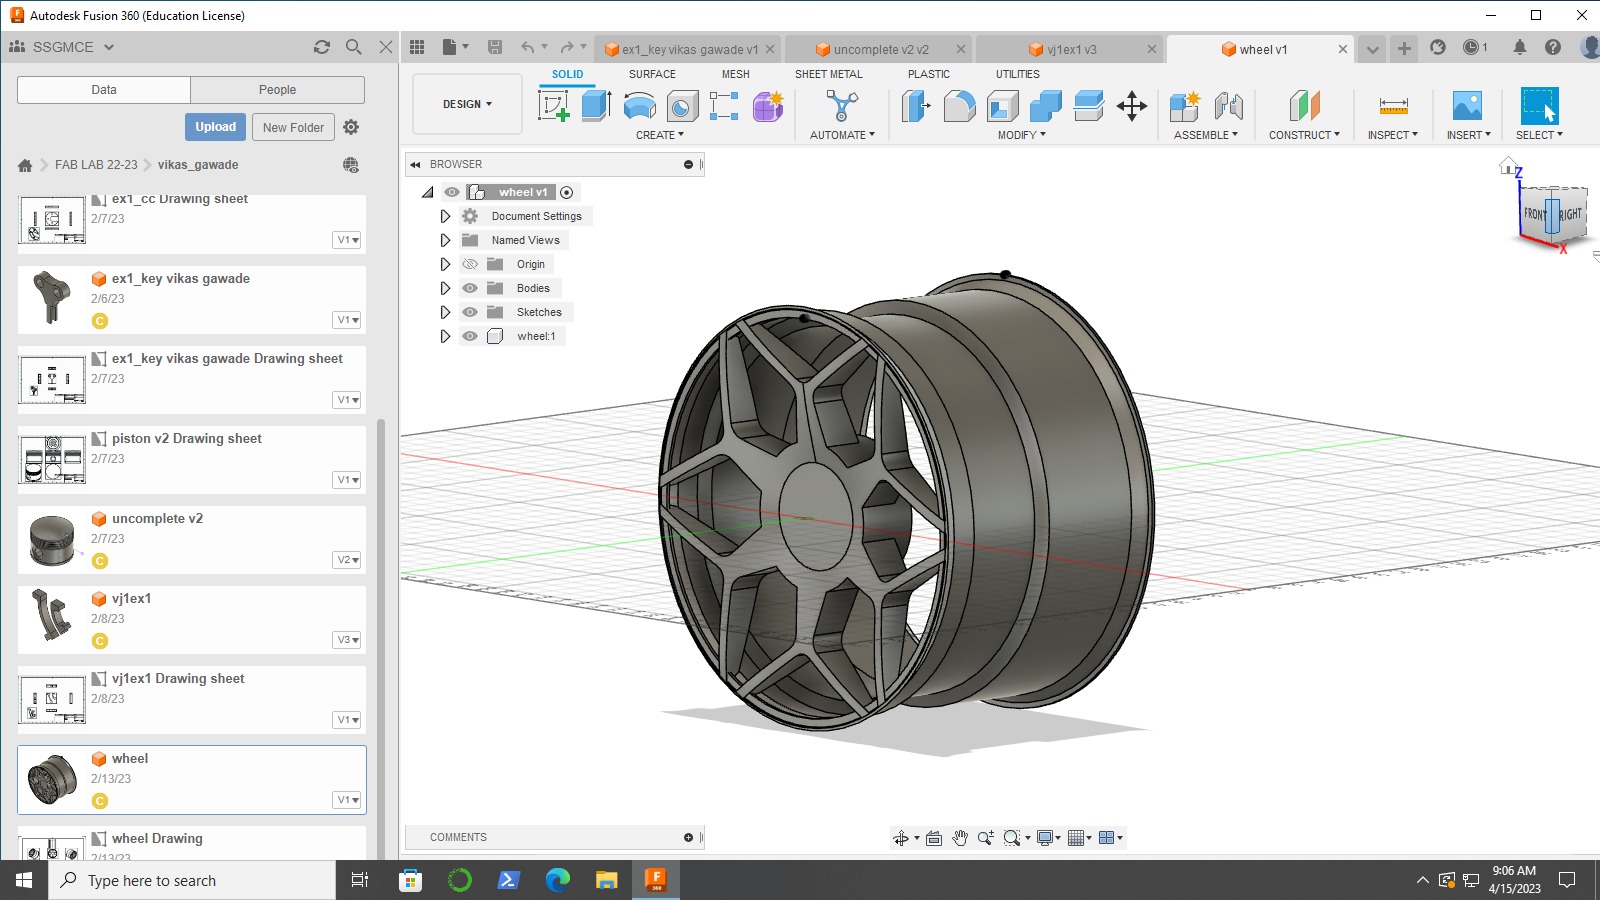 Autodesk Fusion 360 (Education License)
SSGMCE
ex1_key vikas gawade v1
uncomplete v2 v2
vj1ex1 v3
wheel v1
1
Data
People
Upload
New Folder
FAB LAB 22-23
vikas_gawade
DESIGN
SOLID
SURFACE
MESH
SHEET METAL
PLASTIC
UTILITIES
CREATE
AUTOMATE
MODIFY
ASSEMBLE
CONSTRUCT
INSPECT
INSERT
SELECT
ex1_cc Drawing sheet
2/7/23
V1
ex1_key vikas gawade
2/6/23
C
V1
ex1_key vikas gawade Drawing sheet
2/7/23
V1
piston v2 Drawing sheet
2/7/23
V1
uncomplete v2
2/7/23
C
V2
vj1ex1
2/8/23
C
V3
vj1ex1 Drawing sheet
2/8/23
V1
wheel
2/13/23
C
V1
wheel Drawing
2/13/23
BROWSER
wheel v1
Document Settings
Named Views
Origin
Bodies
Sketches
wheel:1
Z
FRONT
RIGHT
X
COMMENTS
Type here to search
F
360
9:06 AM
4/15/2023